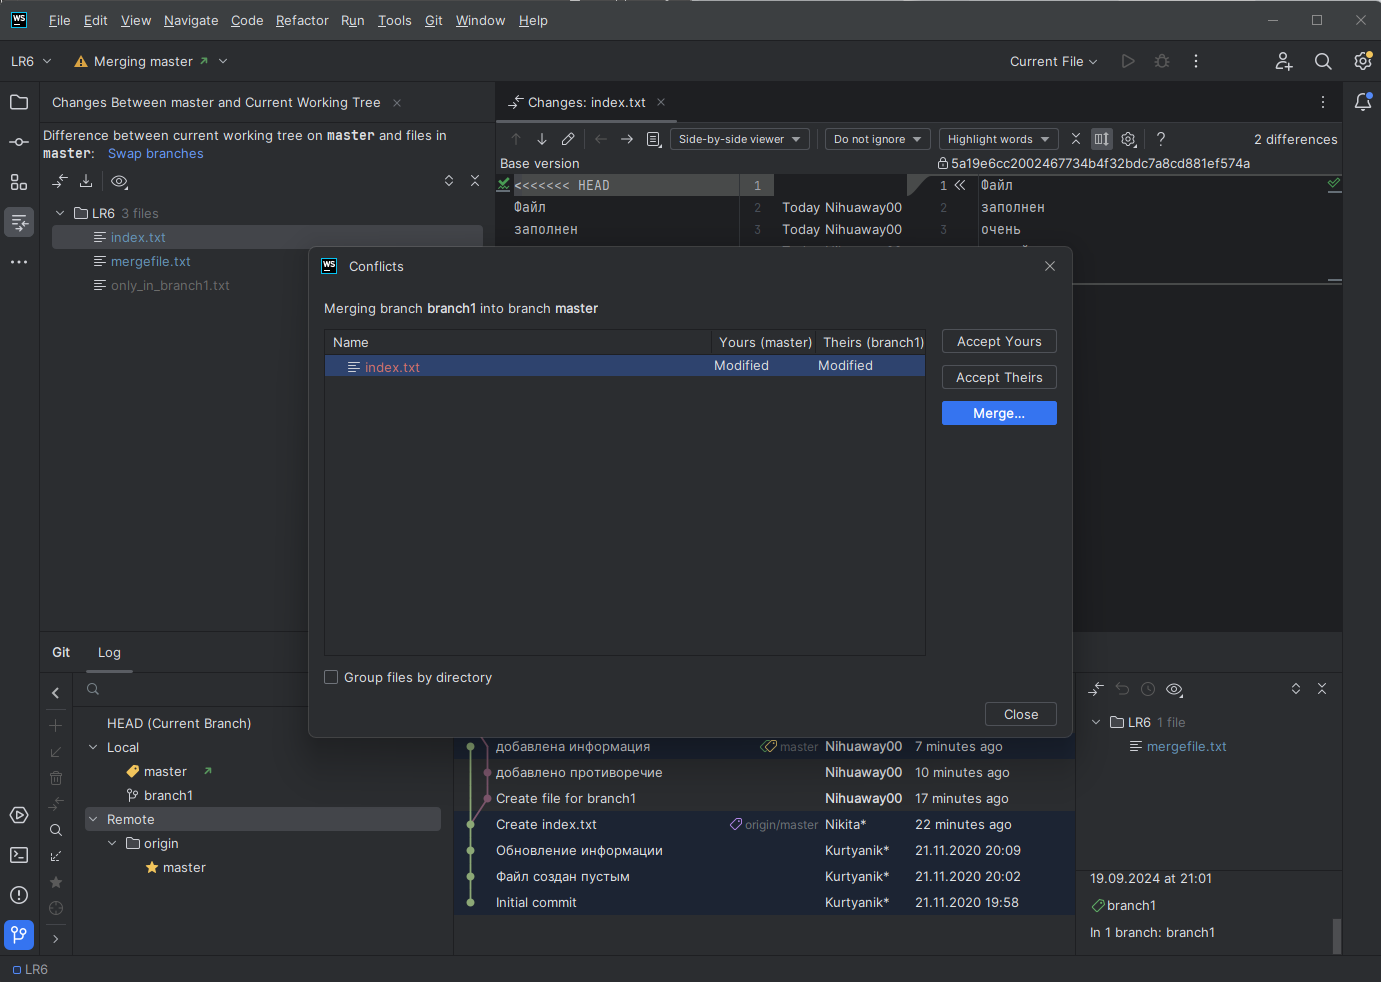 WS File Edit View Navigate Code Refactor Run Tools Git Window Help
LR6 Merging master Current File
Changes Between master and Current Working Tree
Changes: index.txt
Difference between current working tree on master and files in
master: Swap branches
Side-by-side viewer Do not ignore Highlight words ? 2 differences
Base version 5a19e6cc2002467734b4f32bdc7a8cd881ef574a
<<<<<<< HEAD 1 1 Файл
Файл 2 Today Nihuaway00 2 заполнен
заполнен 3 Today Nihuaway00 3 очень
LR6 3 files
index.txt
mergefile.txt
only_in_branch1.txt
WS Conflicts
Merging branch branch1 into branch master
Name Yours (master) Theirs (branch1)
index.txt Modified Modified
Accept Yours
Accept Theirs
Merge...
Group files by directory
Close
Git Log
HEAD (Current Branch)
Local
master
branch1
Remote
origin
master
добавлена информация master Nihuaway00 7 minutes ago
добавлено противоречие Nihuaway00 10 minutes ago
Create file for branch1 Nihuaway00 17 minutes ago
Create index.txt origin/master Nikita* 22 minutes ago
Обновление информации Kurtyanik* 21.11.2020 20:09
Файл создан пустым Kurtyanik* 21.11.2020 20:02
Initial commit Kurtyanik* 21.11.2020 19:58
LR6 1 file
mergefile.txt
19.09.2024 at 21:01
branch1
In 1 branch: branch1
LR6